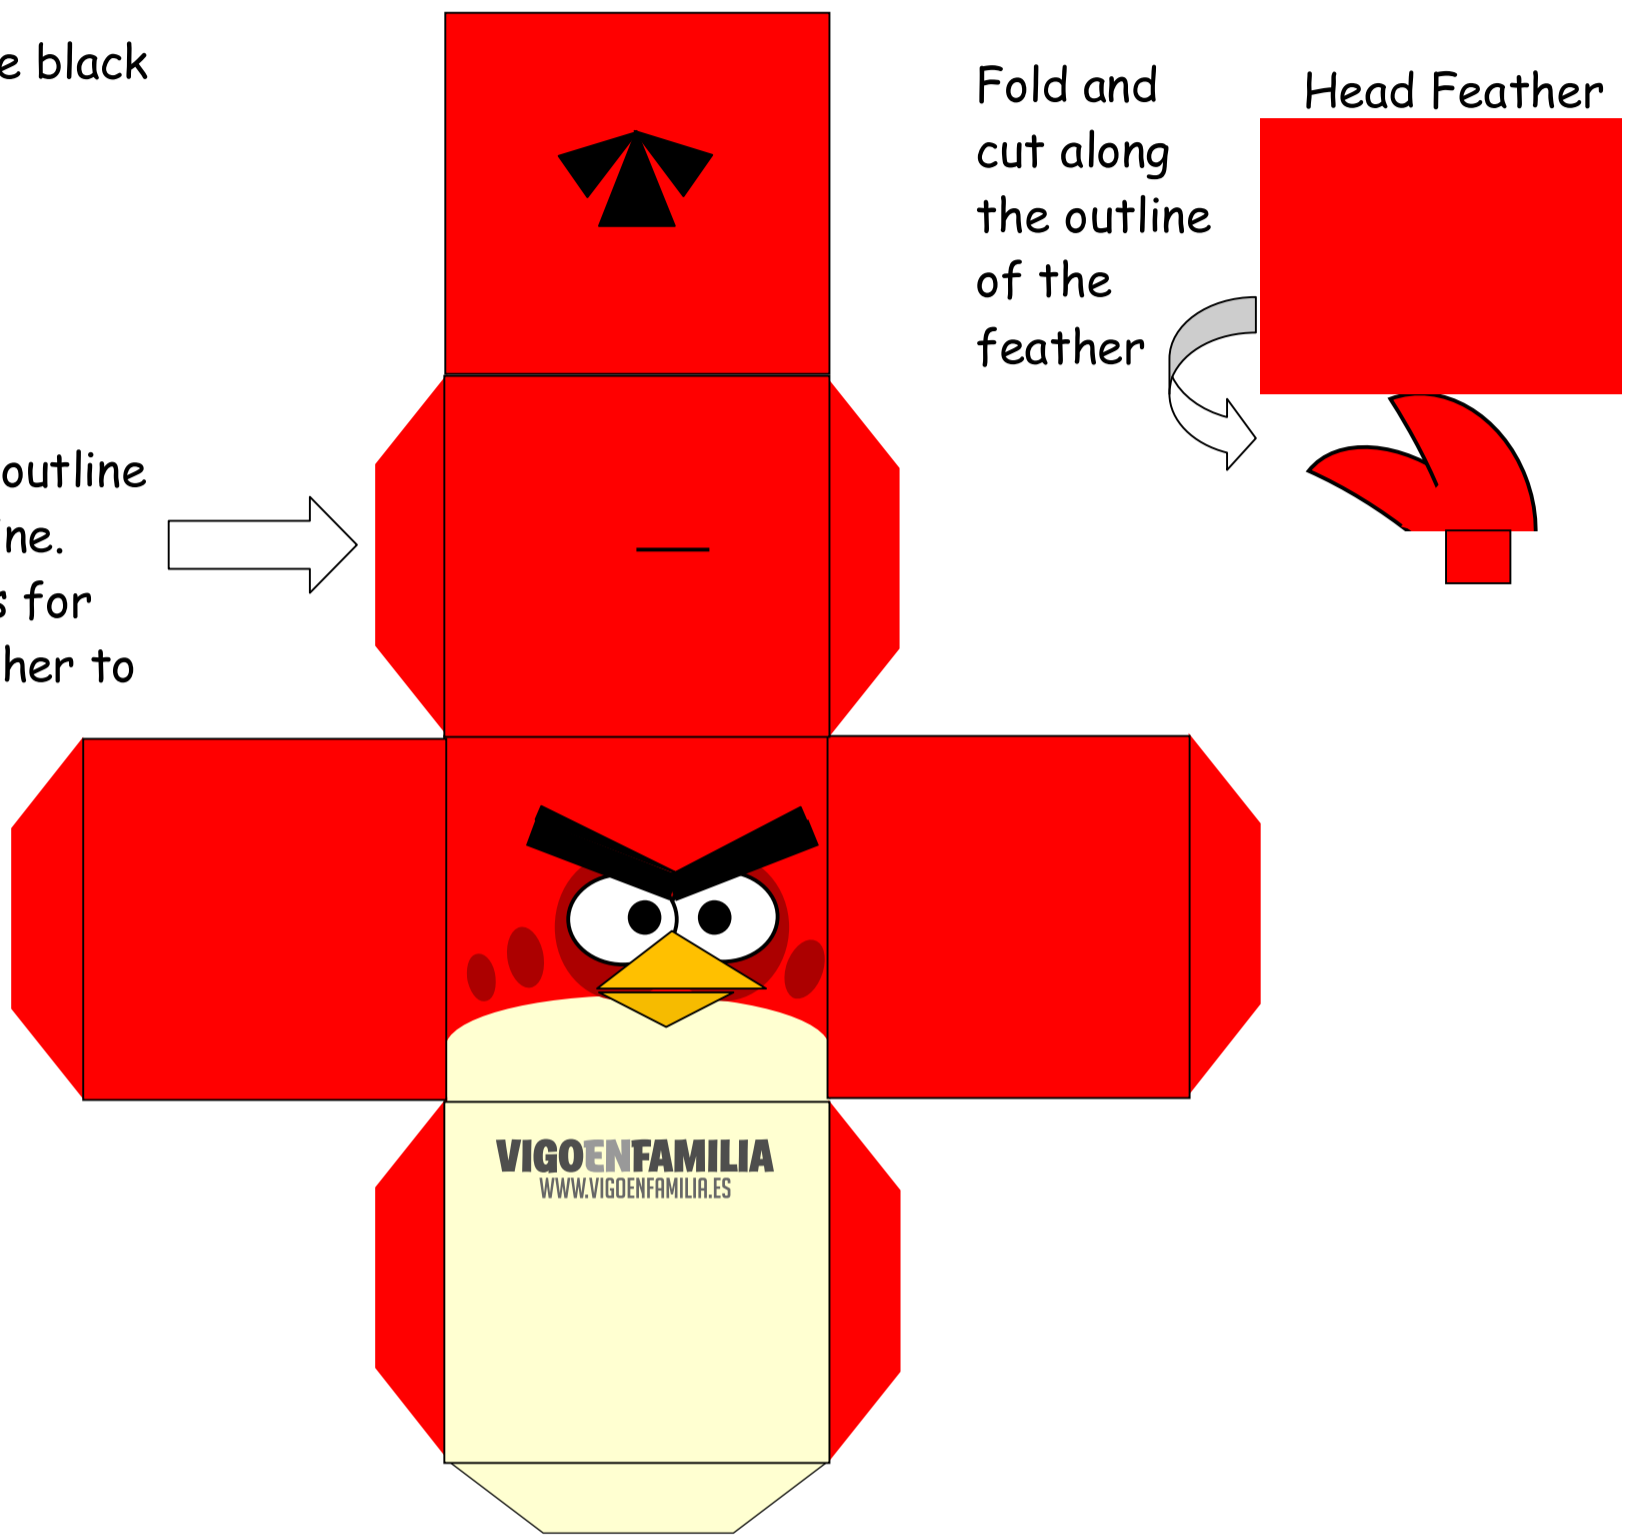 e black
Fold and
cut along
the outline
of the
feather
Head Feather
outline
ne.
s for
her to
VIGOENFAMILIA
WWW.VIGOENFAMILIA.ES